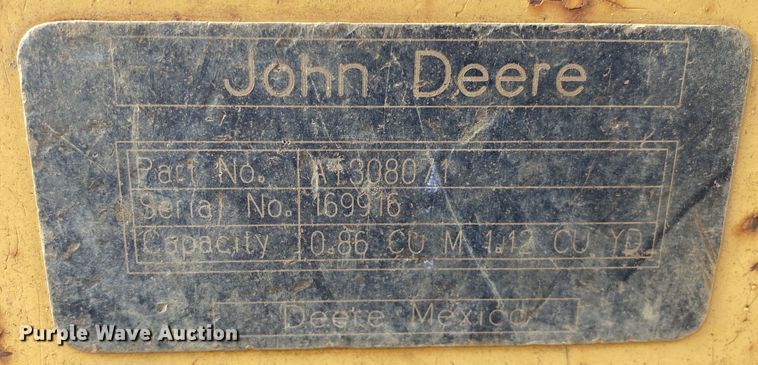 John Deere
Part No. AT308071
Serial No. 169916
Capacity 0.86 CU M 1.12 CU YD
Deere Mexico
Purple Wave Auction